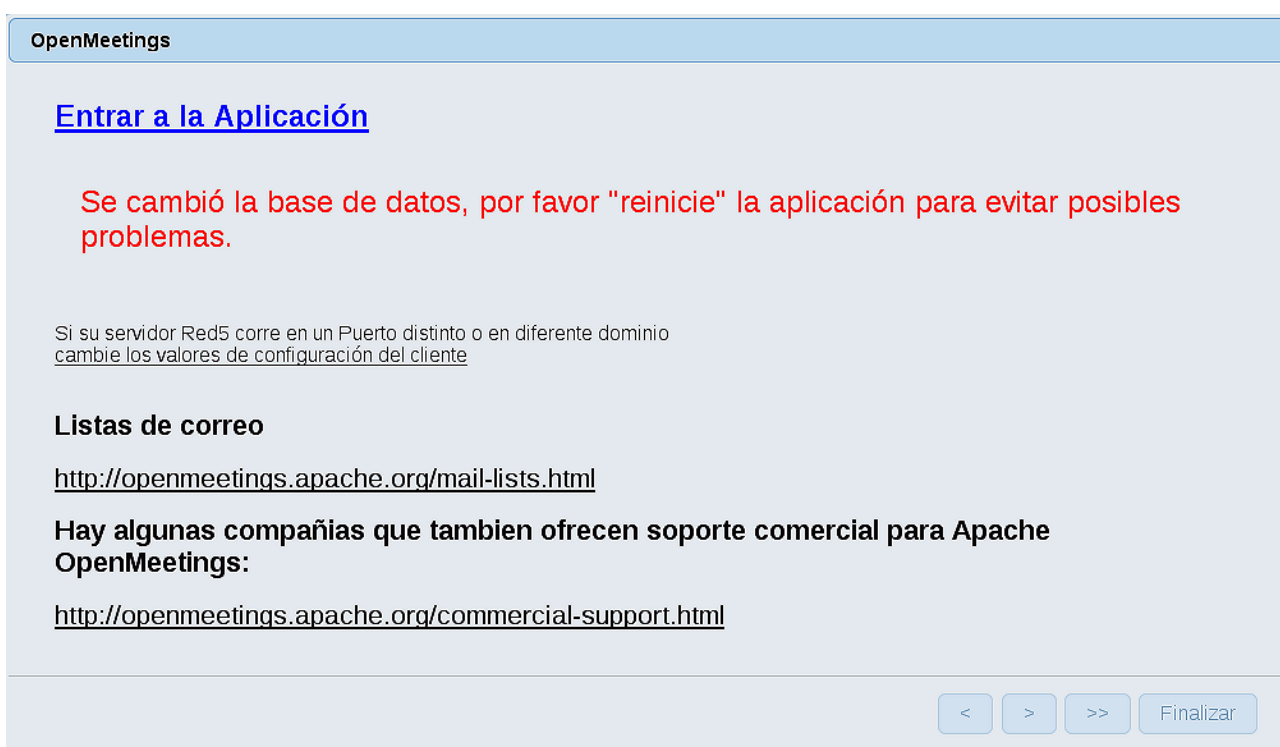 OpenMeetings
Entrar a la Aplicación
Se cambió la base de datos, por favor "reinicie" la aplicación para evitar posibles
problemas.
Si su servidor Red5 corre en un Puerto distinto o en diferente dominio
cambie los valores de configuración del cliente
Listas de correo
http://openmeetings.apache.org/mail-lists.html
Hay algunas compañias que tambien ofrecen soporte comercial para Apache
OpenMeetings:
http://openmeetings.apache.org/commercial-support.html
< > >> Finalizar